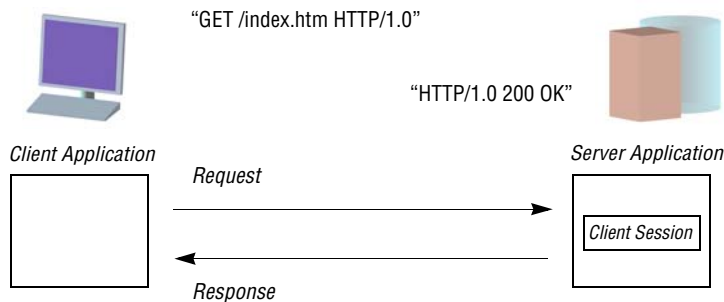 “GET /index.htm HTTP/1.0”
“HTTP/1.0 200 OK”
Client Application
Server Application
Request
Client Session
Response